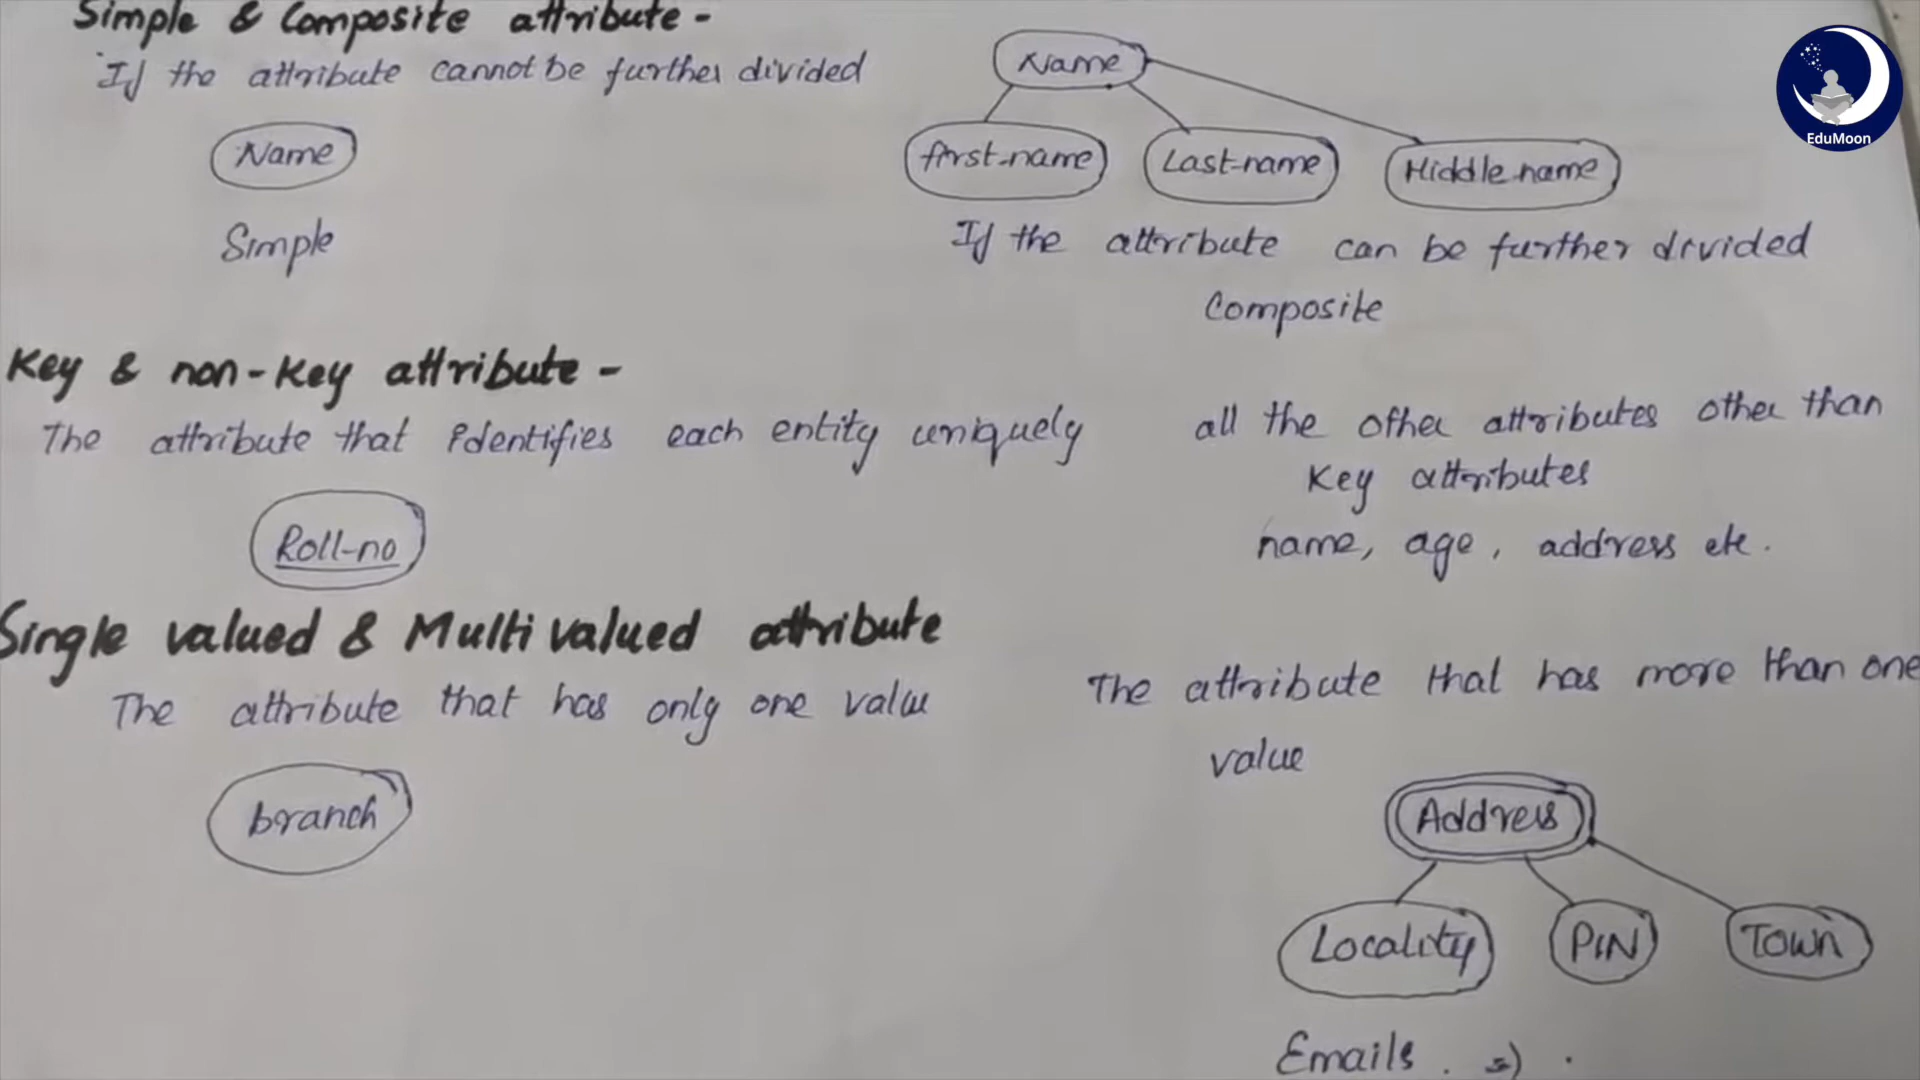 Simple & Composite attribute -
If the attribute cannot be further divided
Name
Simple
Name
first-name
Last-name
Middle name
If the attribute can be further divided
Composite
Key & non-key attribute -
The attribute that identifies each entity uniquely
Roll-no
all the other attributes other than
Key attributes
name, age, address etc.
Single valued & Multi valued attribute
The attribute that has only one value
branch
The attribute that has more than one
value
Address
Locality
PIN
Town
Emails.
EduMoon